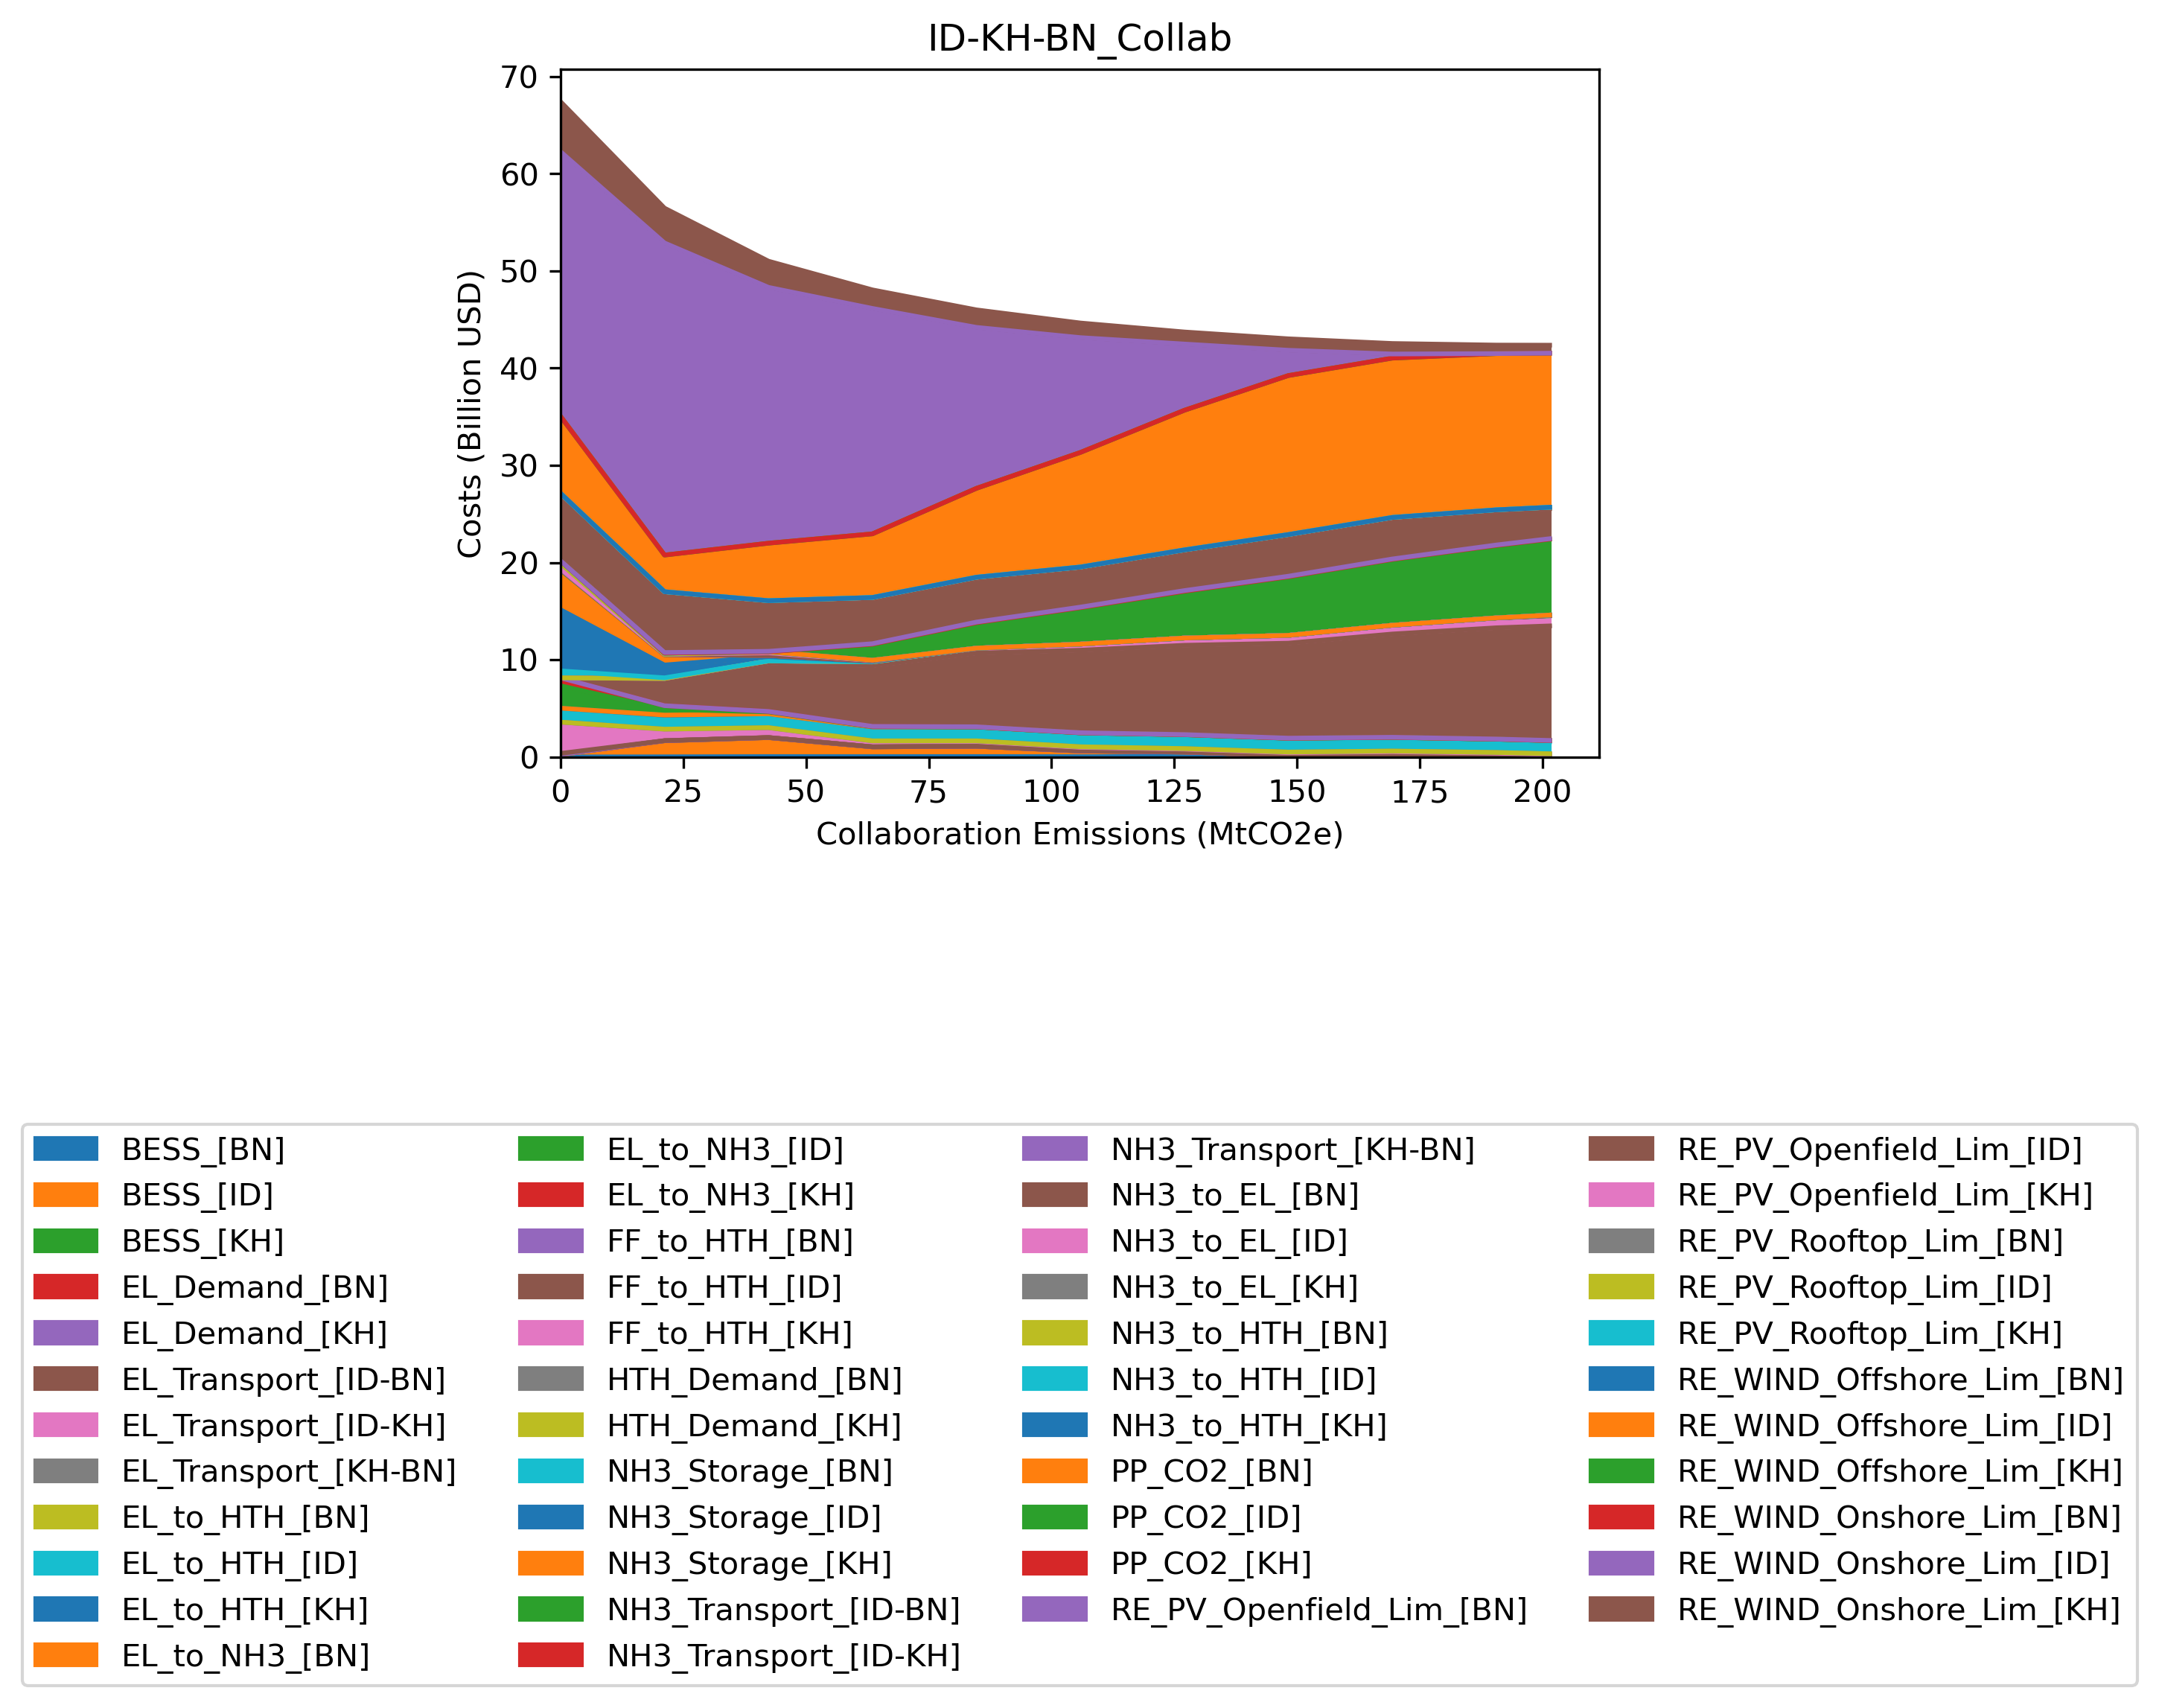 ID-KH-BN_Collab
70
60
50
40
30
20
10
0
Costs (Billion USD)
0 25 50 75 100 125 150 175 200
Collaboration Emissions (MtCO2e)
BESS_[BN]
BESS_[ID]
BESS_[KH]
EL_Demand_[BN]
EL_Demand_[KH]
EL_Transport_[ID-BN]
EL_Transport_[ID-KH]
EL_Transport_[KH-BN]
EL_to_HTH_[BN]
EL_to_HTH_[ID]
EL_to_HTH_[KH]
EL_to_NH3_[BN]
EL_to_NH3_[ID]
EL_to_NH3_[KH]
FF_to_HTH_[BN]
FF_to_HTH_[ID]
FF_to_HTH_[KH]
HTH_Demand_[BN]
HTH_Demand_[KH]
NH3_Storage_[BN]
NH3_Storage_[ID]
NH3_Storage_[KH]
NH3_Transport_[ID-BN]
NH3_Transport_[ID-KH]
NH3_Transport_[KH-BN]
NH3_to_EL_[BN]
NH3_to_EL_[ID]
NH3_to_EL_[KH]
NH3_to_HTH_[BN]
NH3_to_HTH_[ID]
NH3_to_HTH_[KH]
PP_CO2_[BN]
PP_CO2_[ID]
PP_CO2_[KH]
RE_PV_Openfield_Lim_[BN]
RE_PV_Openfield_Lim_[ID]
RE_PV_Openfield_Lim_[KH]
RE_PV_Rooftop_Lim_[BN]
RE_PV_Rooftop_Lim_[ID]
RE_PV_Rooftop_Lim_[KH]
RE_WIND_Offshore_Lim_[BN]
RE_WIND_Offshore_Lim_[ID]
RE_WIND_Offshore_Lim_[KH]
RE_WIND_Onshore_Lim_[BN]
RE_WIND_Onshore_Lim_[ID]
RE_WIND_Onshore_Lim_[KH]